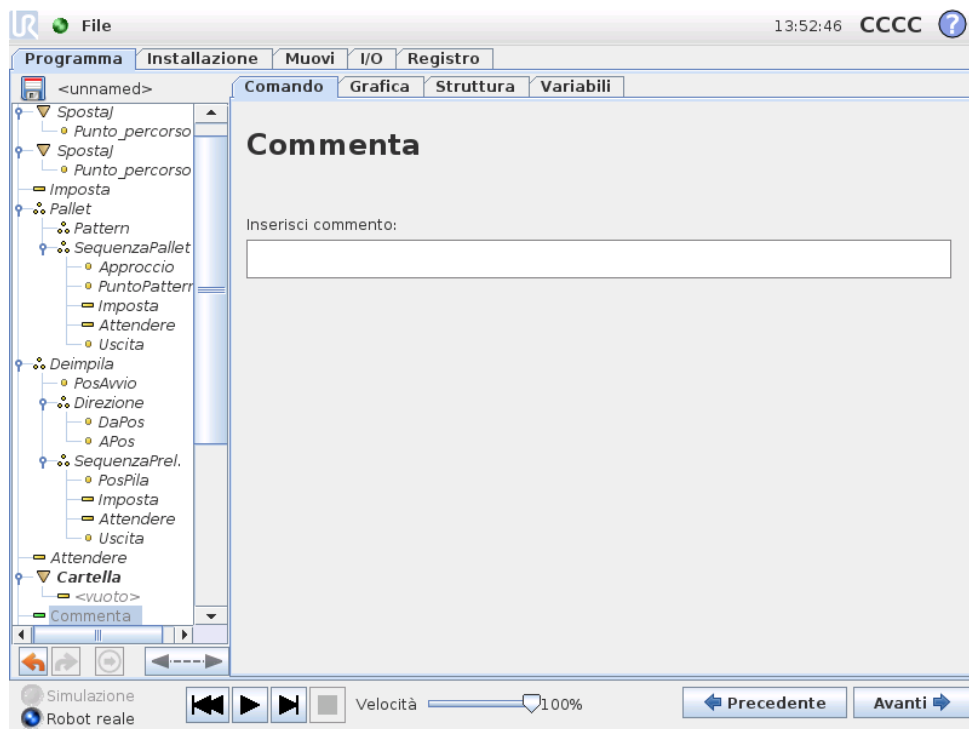 UR File 13:52:46 CCCC ?
Programma Installazione Muovi I/O Registro
<unnamed>
Comando Grafica Struttura Variabili
SpostaJ
Punto_percorso
SpostaJ
Punto_percorso
Imposta
Pallet
Pattern
SequenzaPallet
Approccio
PuntoPattern
Imposta
Attendere
Uscita
Deimpila
PosAvvio
Direzione
DaPos
APos
SequenzaPrel.
PosPila
Imposta
Attendere
Uscita
Attendere
Cartella
<vuoto>
Commenta
Commenta
Inserisci commento:
Simulazione
Robot reale
Velocità 100%
Precedente Avanti